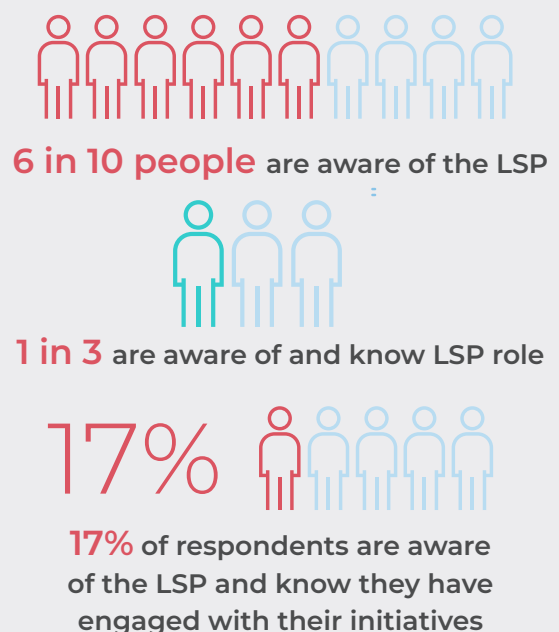 6 in 10 people are aware of the LSP
1 in 3 are aware of and know LSP role
17%
17% of respondents are aware
of the LSP and know they have
engaged with their initiatives